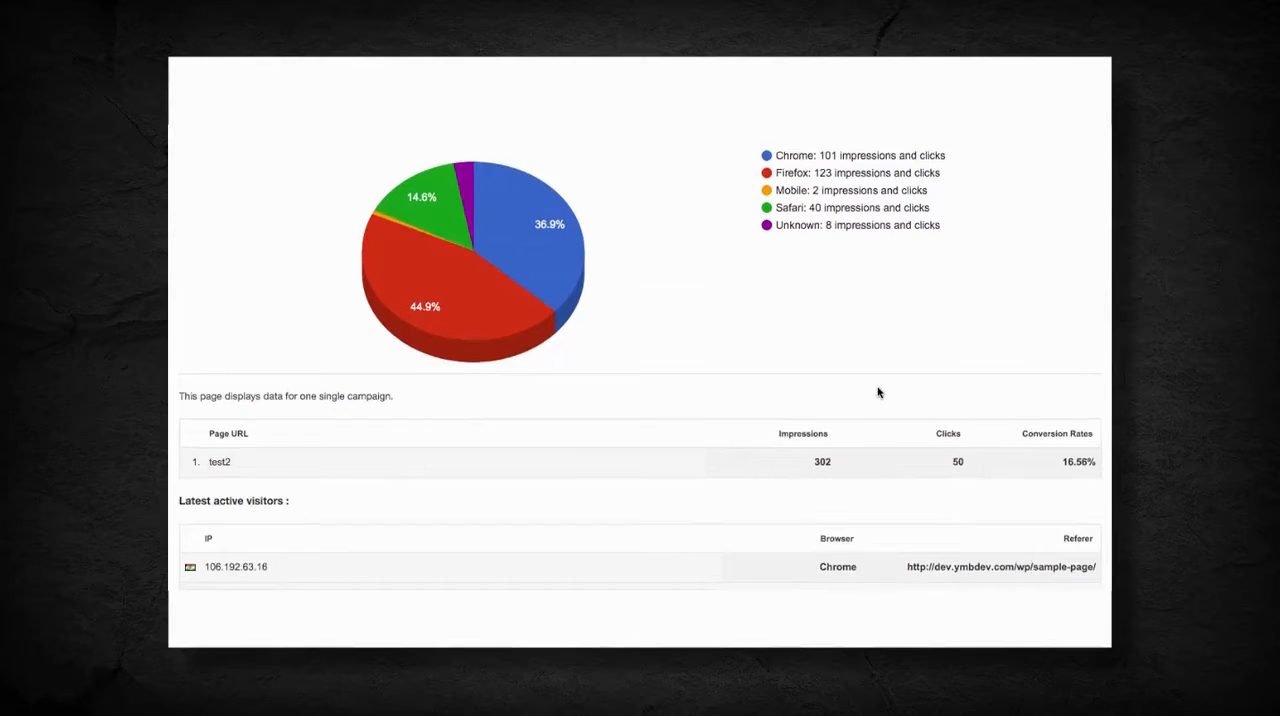 Chrome: 101 impressions and clicks
Firefox: 123 impressions and clicks
Mobile: 2 impressions and clicks
Safari: 40 impressions and clicks
Unknown: 8 impressions and clicks
14.6%
36.9%
44.9%
This page displays data for one single campaign.
Page URL Impressions Clicks Conversion Rates
1. test2 302 50 16.56%
Latest active visitors :
IP Browser Referer
106.192.63.16 Chrome http://dev.ymbdev.com/wp/sample-page/